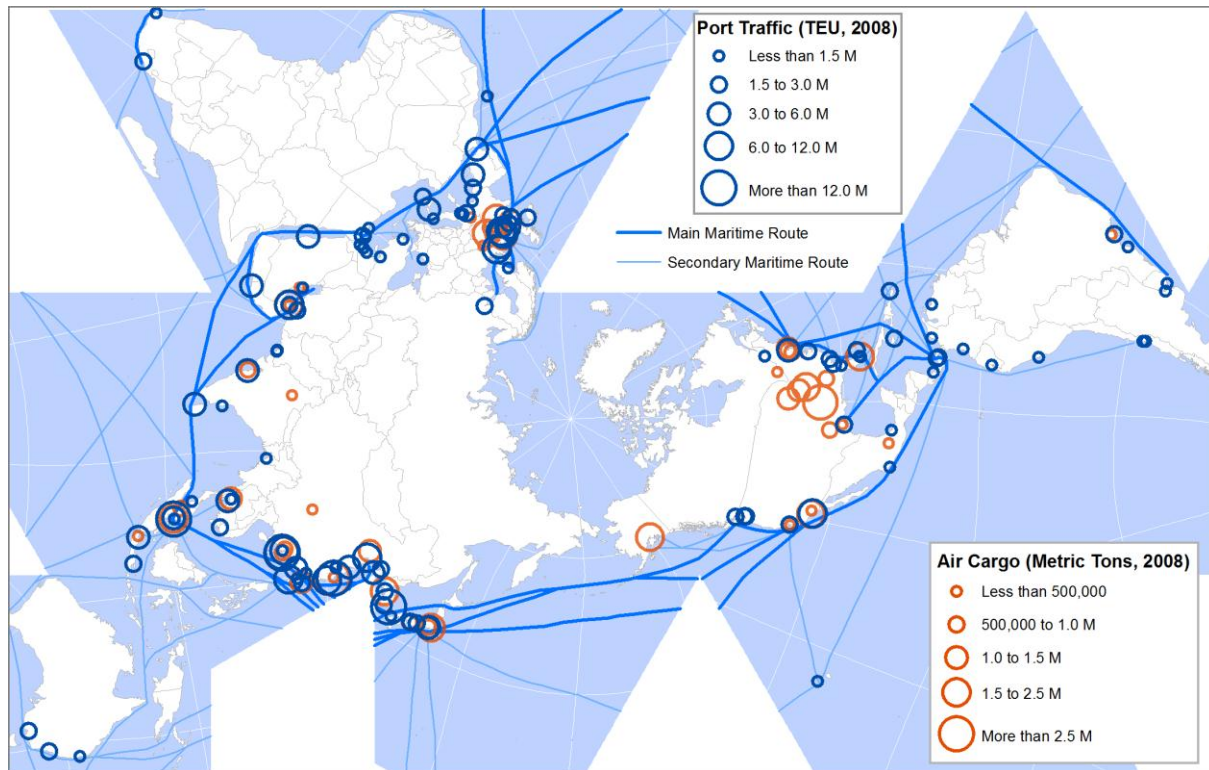 Port Traffic (TEU, 2008)
Less than 1.5 M
1.5 to 3.0 M
3.0 to 6.0 M
6.0 to 12.0 M
More than 12.0 M
Main Maritime Route
Secondary Maritime Route
Air Cargo (Metric Tons, 2008)
Less than 500,000
500,000 to 1.0 M
1.0 to 1.5 M
1.5 to 2.5 M
More than 2.5 M